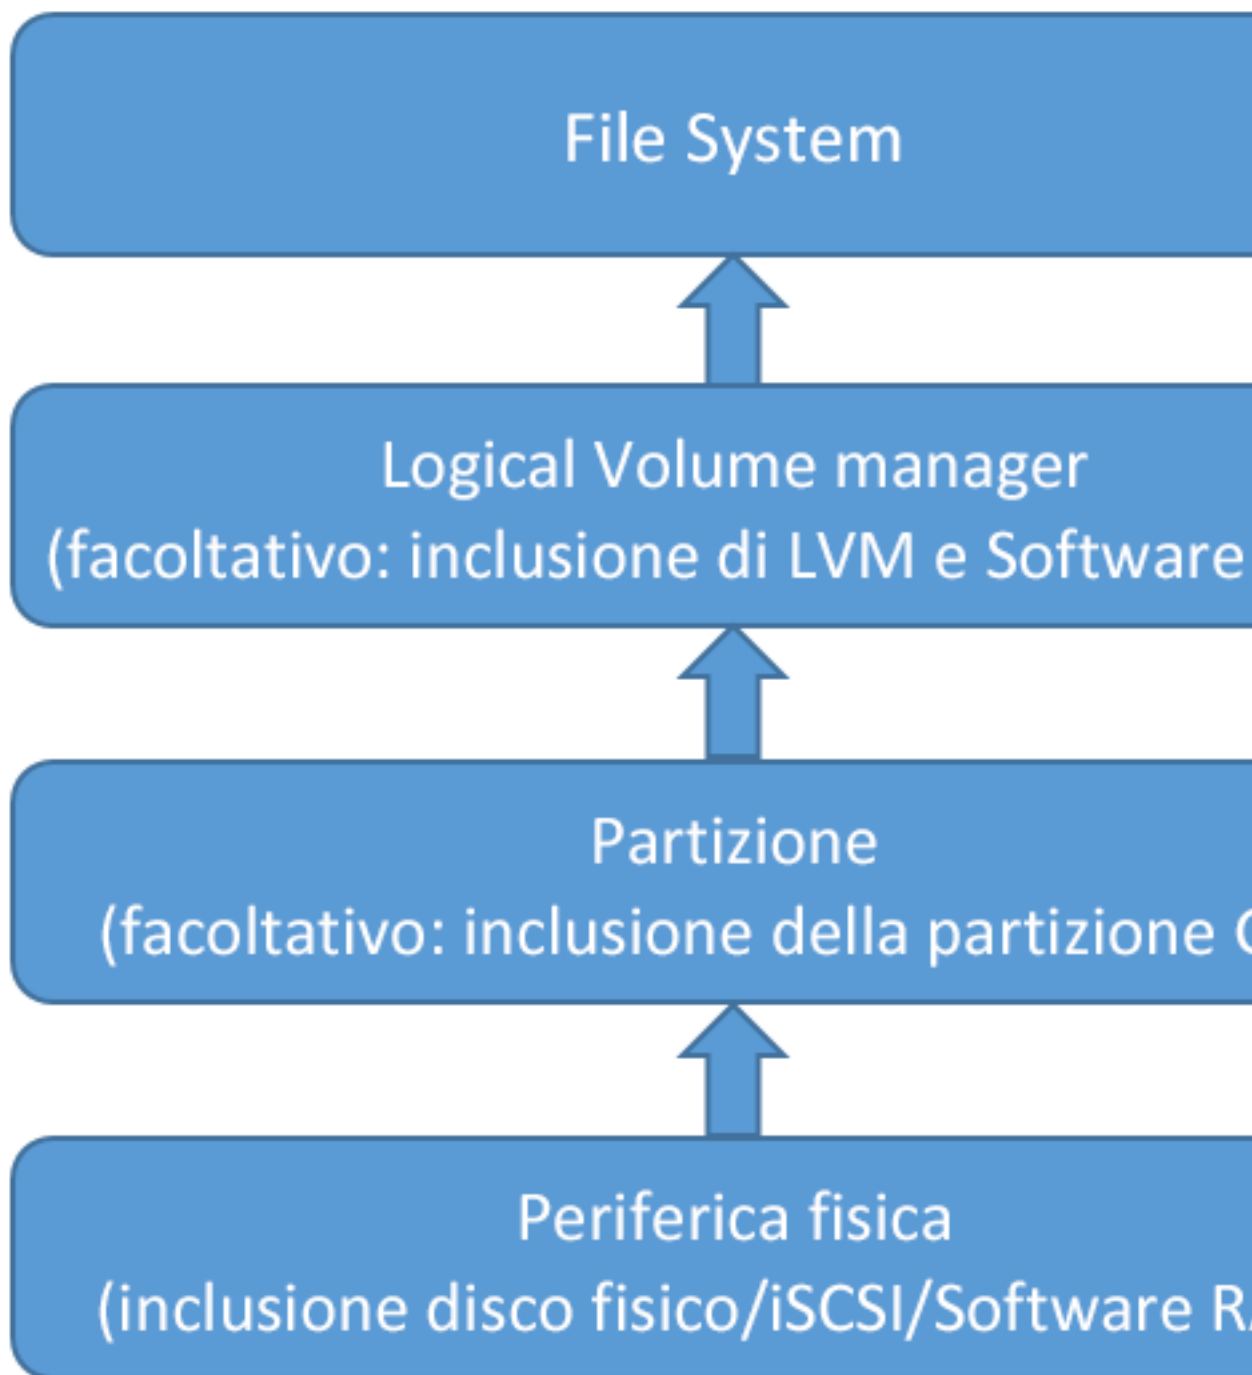 File System
Logical Volume manager
(facoltativo: inclusione di LVM e Software
Partizione
(facoltativo: inclusione della partizione
Periferica fisica
(inclusione disco fisico/iSCSI/Software